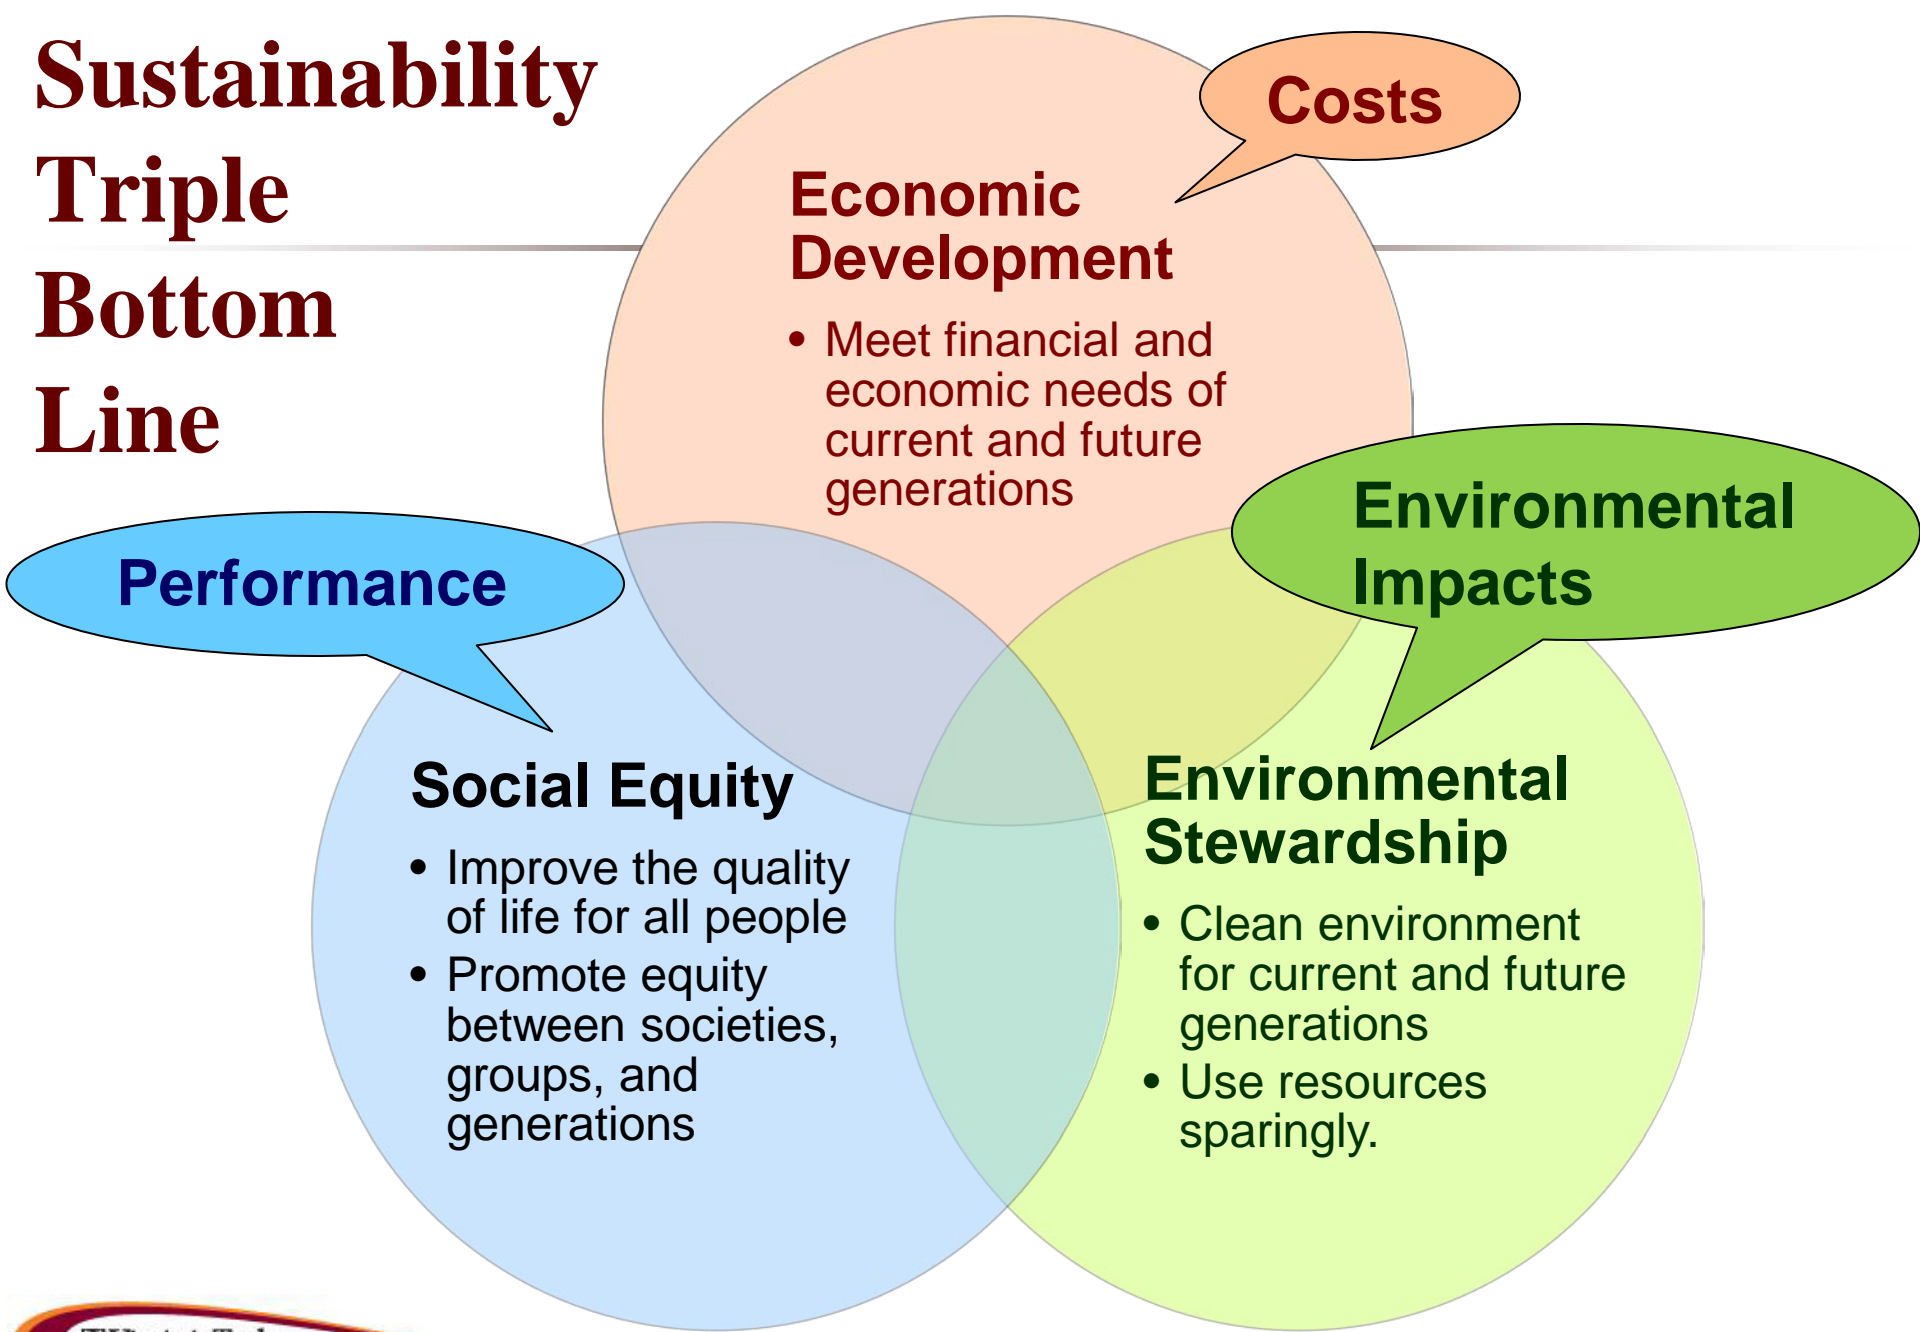 Sustainability
Triple
Bottom
Line
Costs
Economic
Development
• Meet financial and
economic needs of
current and future
generations
Performance
Environmental
Impacts
Social Equity
• Improve the quality
of life for all people
• Promote equity
between societies,
groups, and
generations
Environmental
Stewardship
• Clean environment
for current and future
generations
• Use resources
sparingly.